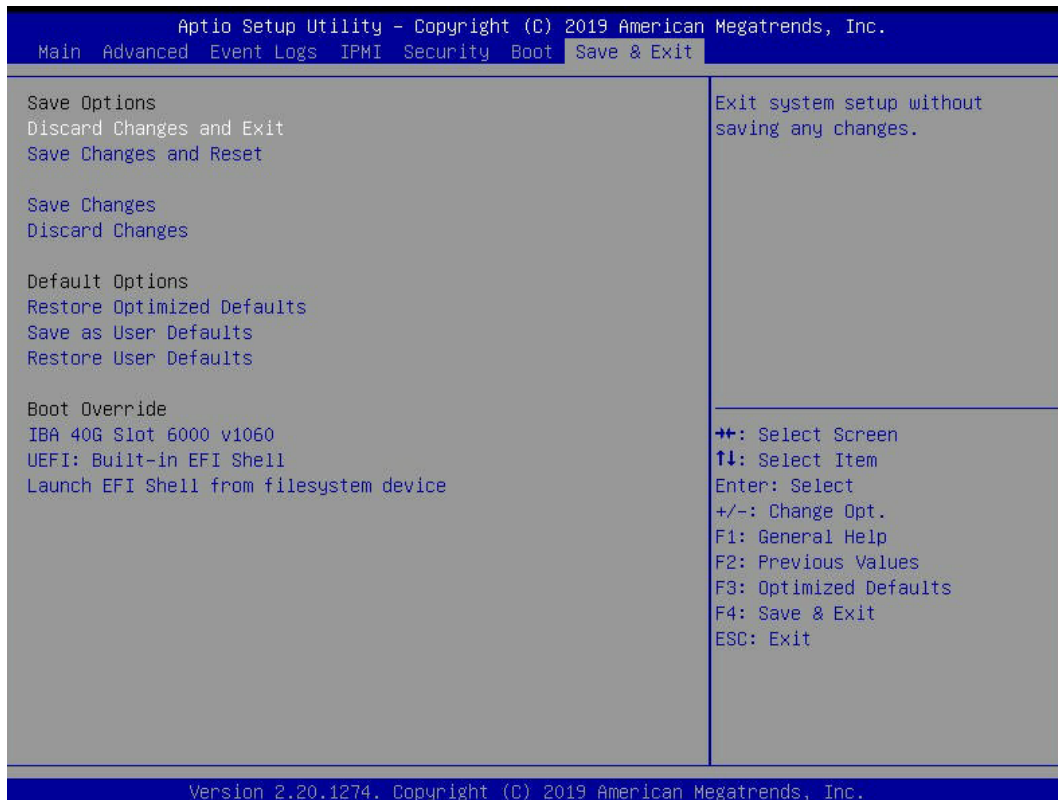 Aptio Setup Utility – Copyright (C) 2019 American Megatrends, Inc.
Main Advanced Event Logs IPMI Security Boot Save & Exit
Save Options
Discard Changes and Exit
Save Changes and Reset
Save Changes
Discard Changes
Default Options
Restore Optimized Defaults
Save as User Defaults
Restore User Defaults
Boot Override
IBA 40G Slot 6000 v1060
UEFI: Built-in EFI Shell
Launch EFI Shell from filesystem device
Exit system setup without
saving any changes.
→←: Select Screen
↑↓: Select Item
Enter: Select
+/-: Change Opt.
F1: General Help
F2: Previous Values
F3: Optimized Defaults
F4: Save & Exit
ESC: Exit
Version 2.20.1274. Copyright (C) 2019 American Megatrends, Inc.